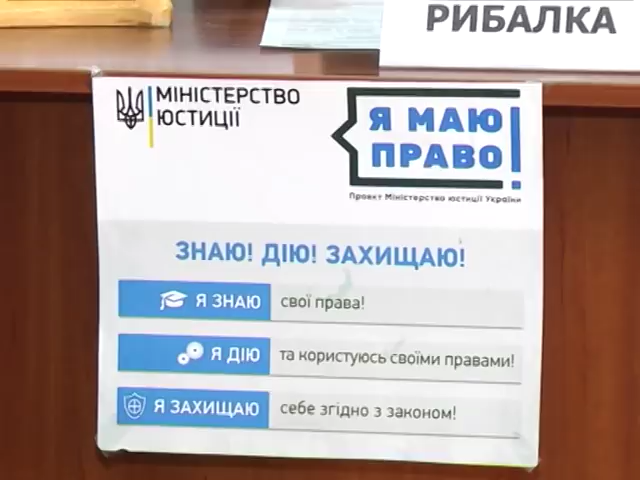 РИБАЛКА
МІНІСТЕРСТВО
ЮСТИЦІЇ
Я МАЮ
ПРАВО!
Проект Міністерство юстиції України
ЗНАЮ! ДІЮ! ЗАХИЩАЮ!
Я ЗНАЮ свої права!
Я ДІЮ та користуюсь своїми правами!
Я ЗАХИЩАЮ себе згідно з законом!